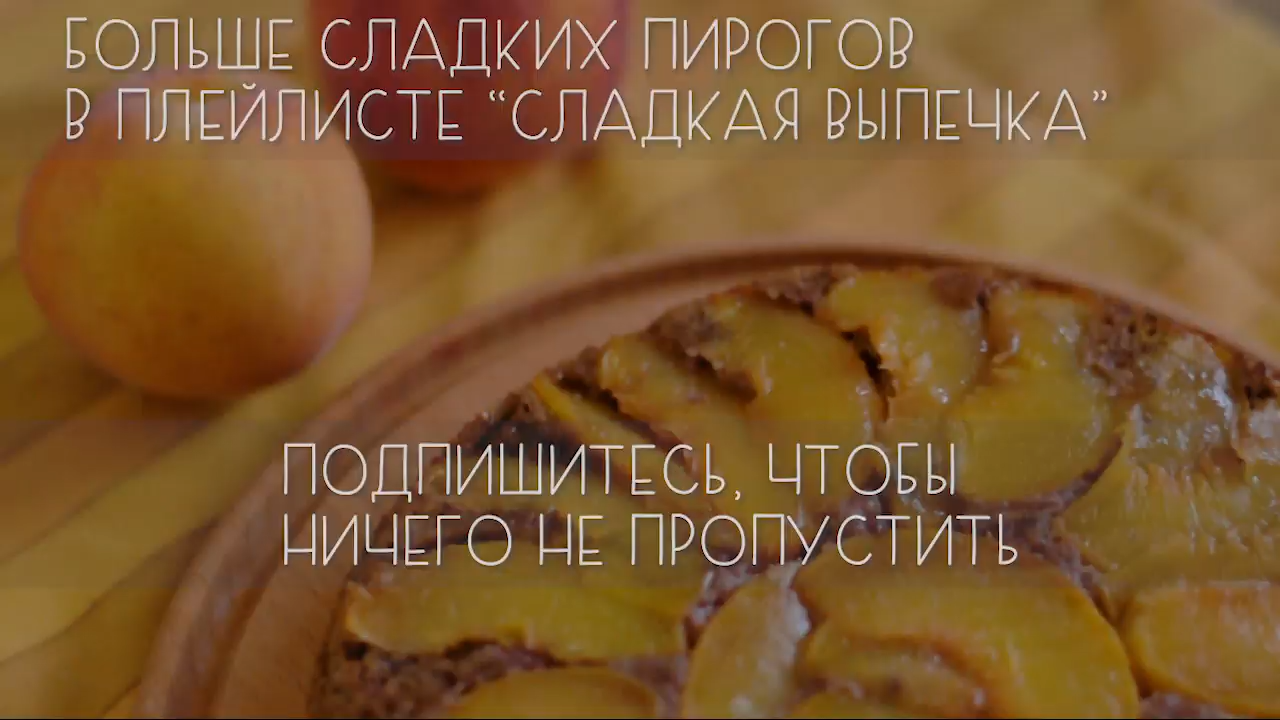 БОЛЬШЕ СЛАДКИХ ПИРОГОВ
В ПЛЕЙЛИСТЕ “СЛАДКАЯ ВЫПЕЧКА”
ПОДПИШИТЕСЬ, ЧТОБЫ
НИЧЕГО НЕ ПРОПУСТИТЬ